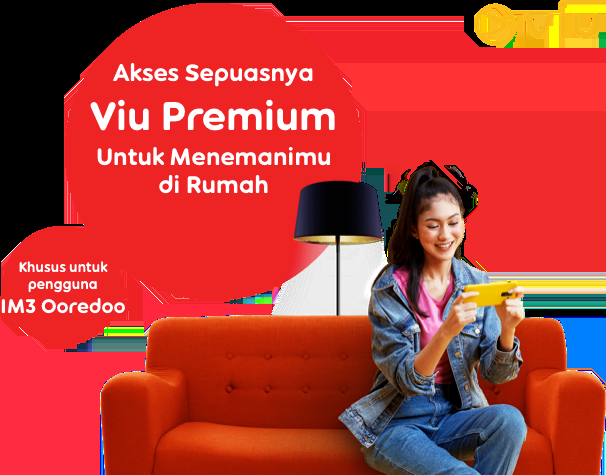 Akses Sepuasnya
Viu Premium
Untuk Menemanimu
di Rumah
Khusus untuk
pengguna
IM3 Ooredoo